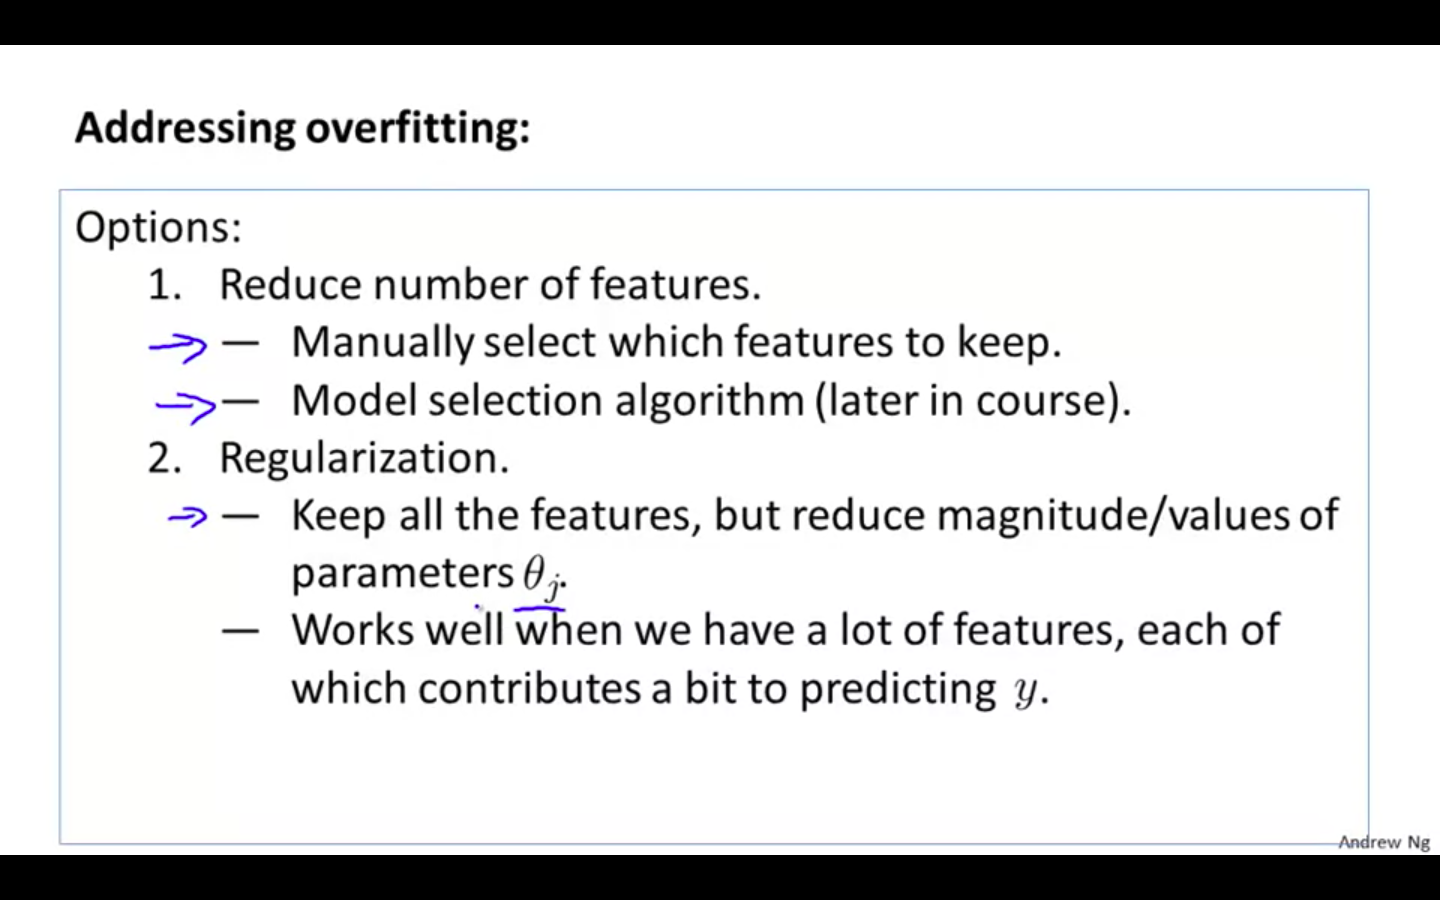 Addressing overfitting:
Options:
1. Reduce number of features.
— Manually select which features to keep.
— Model selection algorithm (later in course).
2. Regularization.
— Keep all the features, but reduce magnitude/values of
parameters θj.
— Works well when we have a lot of features, each of
which contributes a bit to predicting y.
Andrew Ng